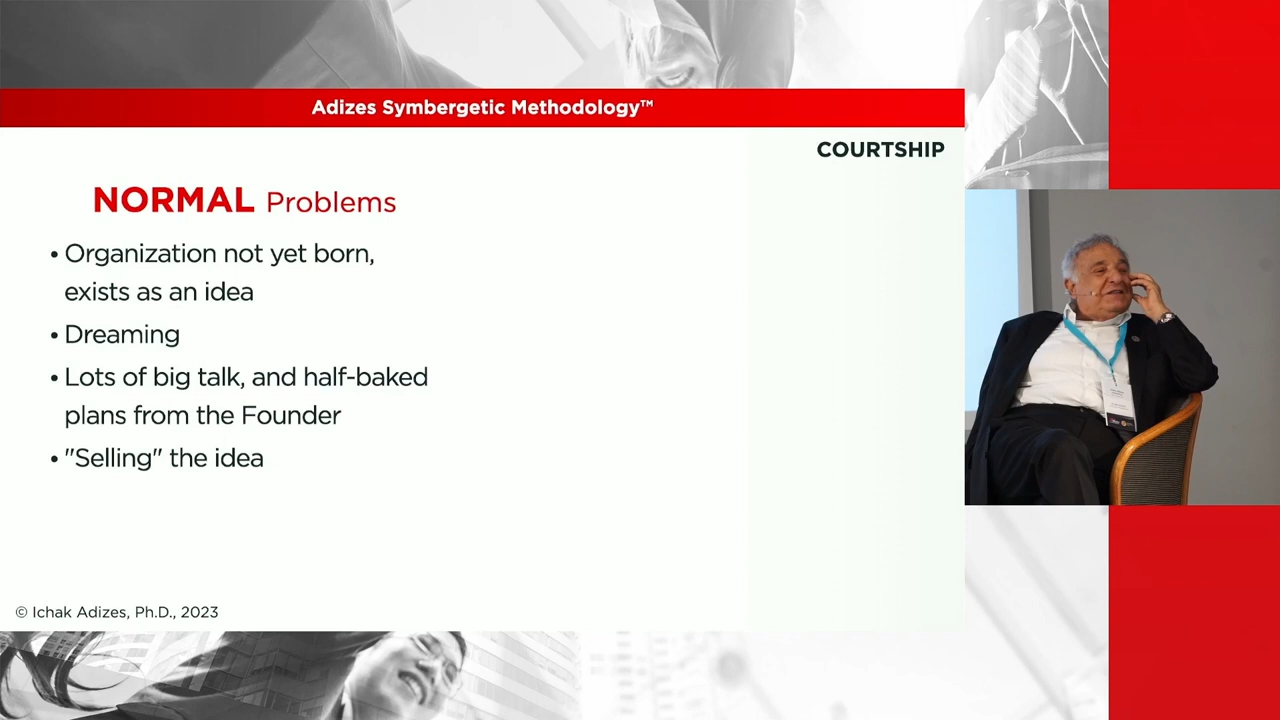 Adizes Symbergetic Methodology™
COURTSHIP
NORMAL Problems
• Organization not yet born,
exists as an idea
• Dreaming
• Lots of big talk, and half-baked
plans from the Founder
• "Selling" the idea
© Ichak Adizes, Ph.D., 2023